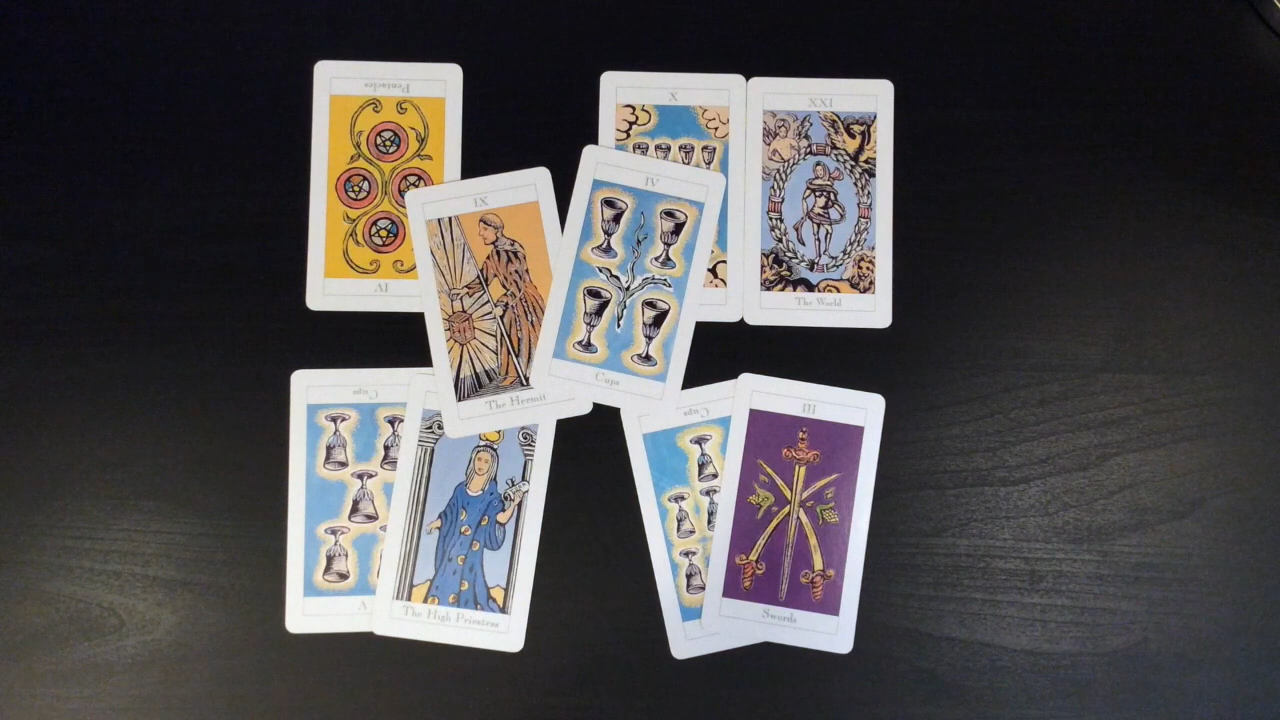 Pentacles
IV
IX
The Hermit
X
IV
Cups
XXI
The World
Cups
V
The High Priestess
Cups
III
Swords